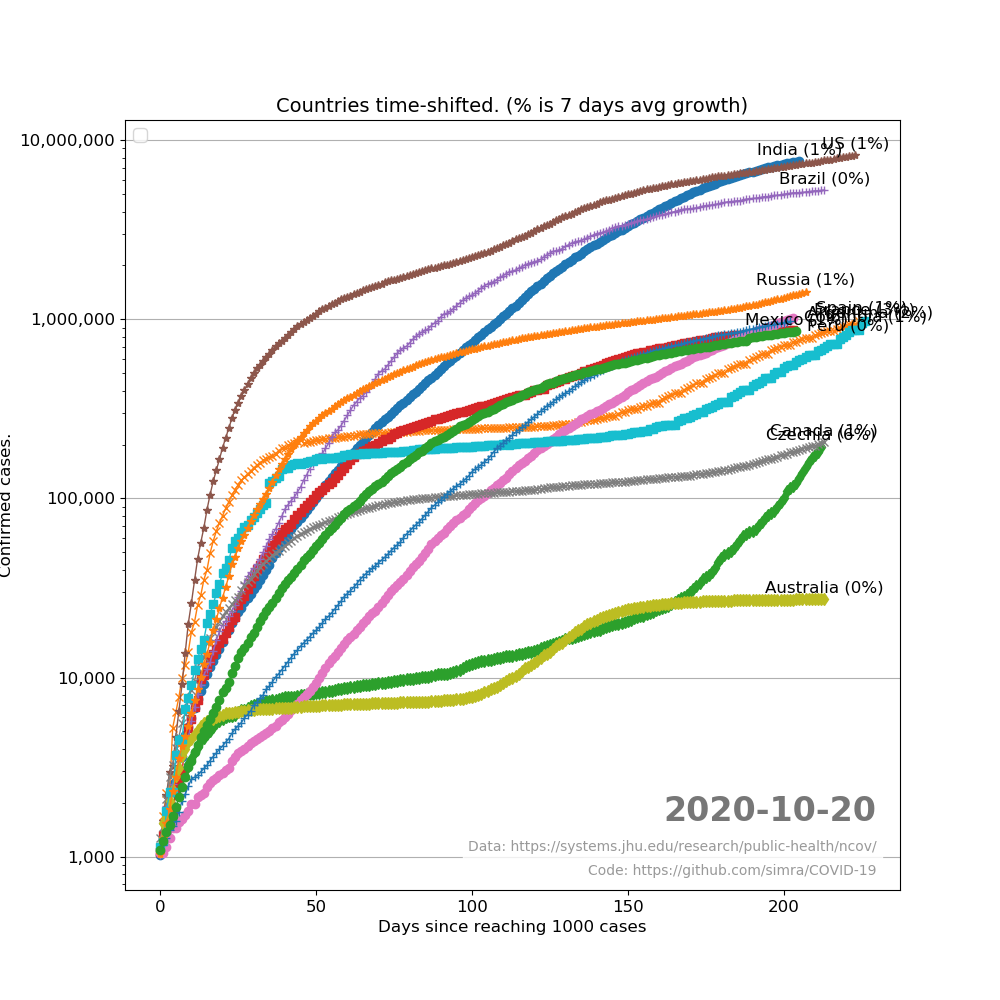 Countries time-shifted. (% is 7 days avg growth)
10,000,000
1,000,000
100,000
10,000
1,000
Confirmed cases.
India (1%)
US (1%)
Brazil (0%)
Russia (1%)
Spain (1%)
Mexico
Peru (0%)
Canada (1%)
Czechia (6%)
Australia (0%)
2020-10-20
Data: https://systems.jhu.edu/research/public-health/ncov/
Code: https://github.com/simra/COVID-19
0
50
100
150
200
Days since reaching 1000 cases